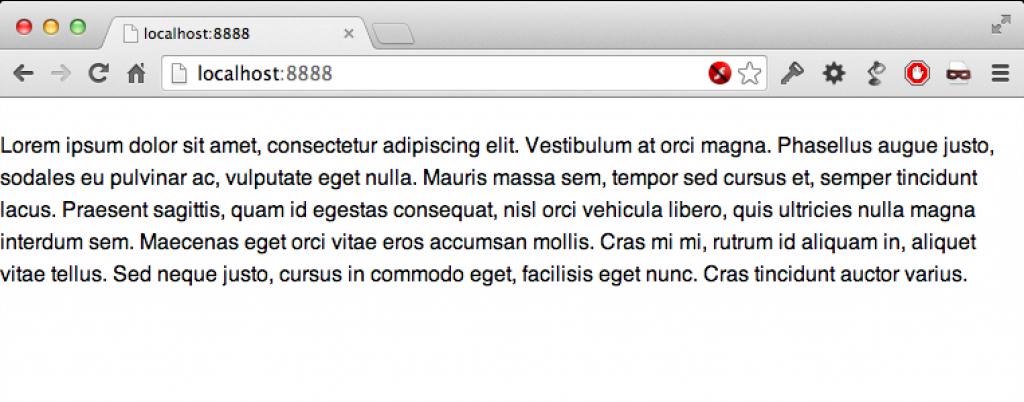 localhost:8888
localhost:8888
Lorem ipsum dolor sit amet, consectetur adipiscing elit. Vestibulum at orci magna. Phasellus augue justo,
sodales eu pulvinar ac, vulputate eget nulla. Mauris massa sem, tempor sed cursus et, semper tincidunt
lacus. Praesent sagittis, quam id egestas consequat, nisl orci vehicula libero, quis ultricies nulla magna
interdum sem. Maecenas eget orci vitae eros accumsan mollis. Cras mi mi, rutrum id aliquam in, aliquet
vitae tellus. Sed neque justo, cursus in commodo eget, facilisis eget nunc. Cras tincidunt auctor varius.